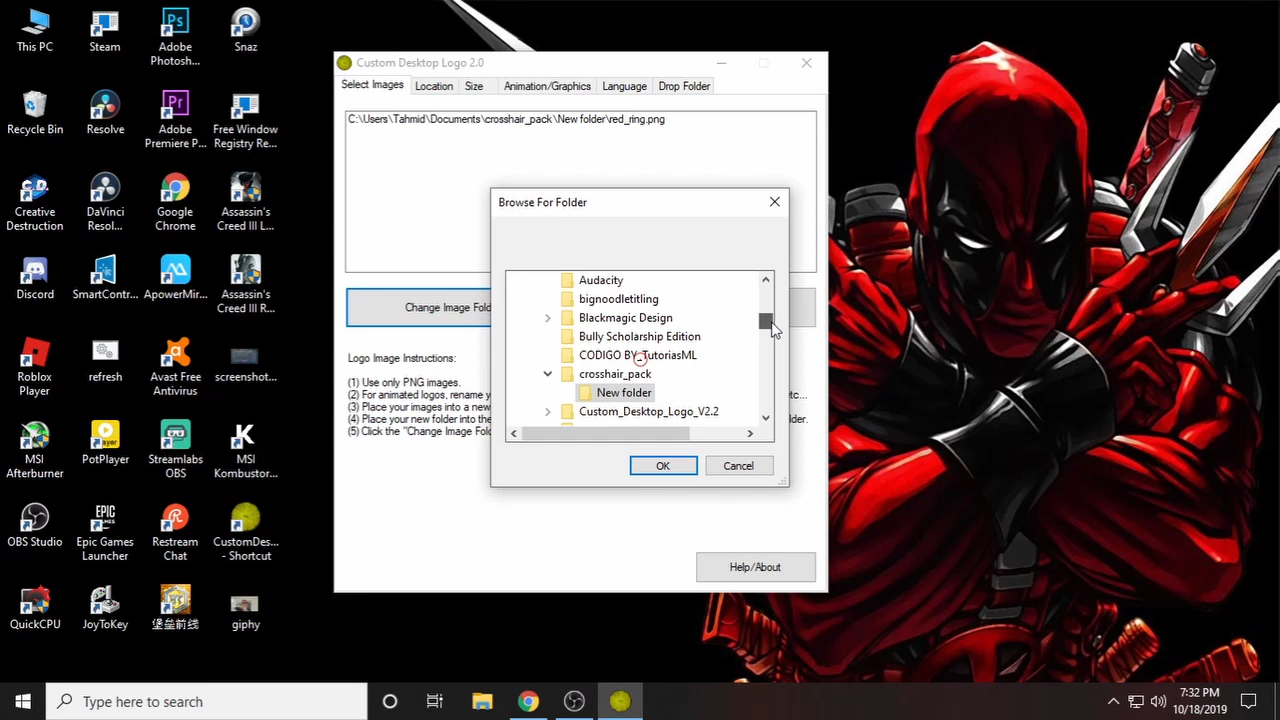 This PC
Steam
Adobe
Photosh...
Snaz
Recycle Bin
Resolve
Adobe
Premiere P...
Free Window
Registry Re...
Creative
Destruction
DaVinci
Resol...
Google
Chrome
Assassin's
Creed III L...
Discord
SmartContr...
ApowerMir...
Assassin's
Creed III R...
Roblox
Player
refresh
Avast Free
Antivirus
screenshot...
MSI
Afterburner
PotPlayer
Streamlabs
OBS
MSI
Kombustor...
OBS Studio
Epic Games
Launcher
Restream
Chat
CustomDes...
- Shortcut
QuickCPU
JoyToKey
堡垒前线
giphy
Custom Desktop Logo 2.0
Select Images
Location
Size
Animation/Graphics
Language
Drop Folder
C:\Users\Tahmid\Documents\crosshair_pack\New folder\red_ring.png
Change Image Fold
Logo Image Instructions:
(1) Use only PNG images.
(2) For animated logos, rename y
etc...
(3) Place your images into a new
(4) Place your new folder into the
older.
(5) Click the "Change Image Fold
Browse For Folder
Audacity
bignoodletitling
Blackmagic Design
Bully Scholarship Edition
CODIGO BY TutoriasML
crosshair_pack
New folder
Custom_Desktop_Logo_V2.2
OK
Cancel
Help/About
Type here to search
7:32 PM
10/18/2019